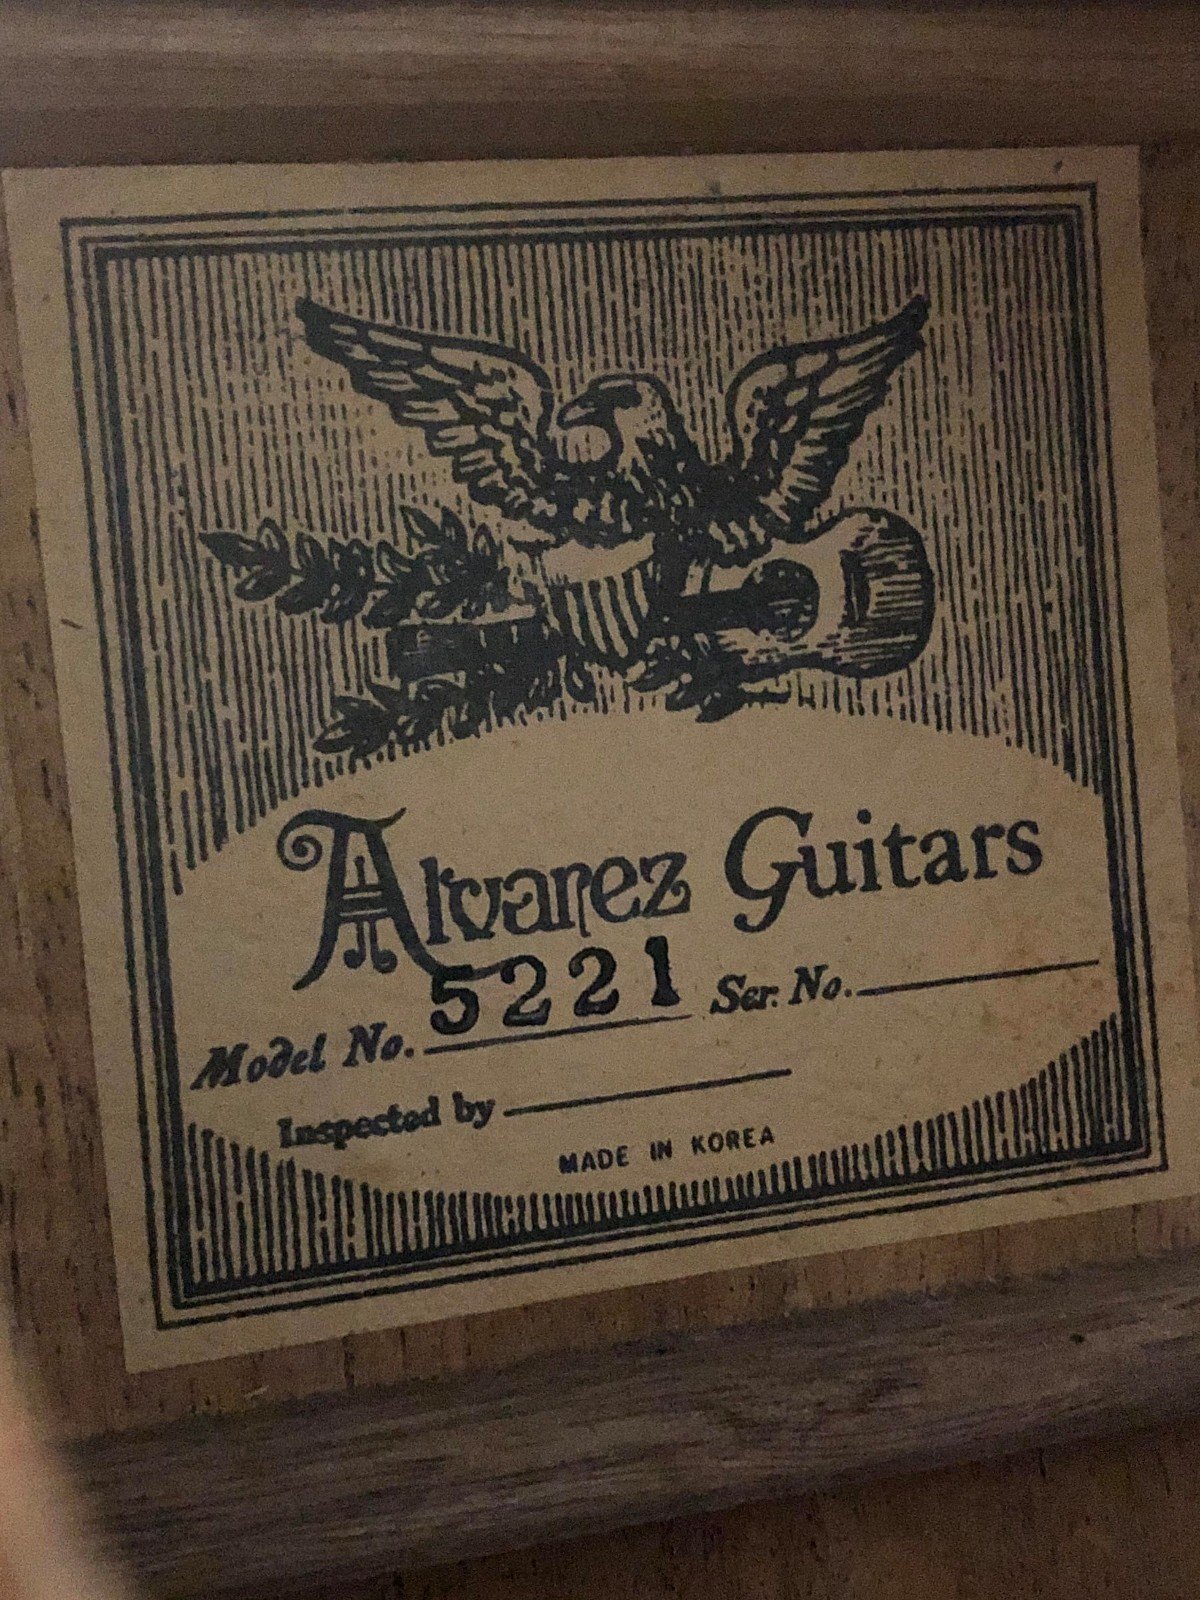 Alvarez Guitars
Model No. 5221 Ser. No.
Inspected by
MADE IN KOREA